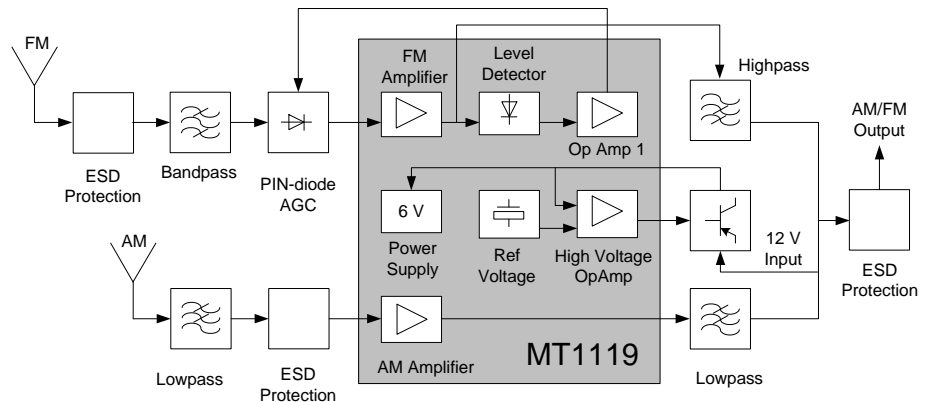 FM
ESD
Protection
Bandpass
PIN-diode
AGC
FM
Amplifier
Level
Detector
Op Amp 1
Highpass
AM/FM
Output
6 V
Power
Supply
Ref
Voltage
High Voltage
OpAmp
12 V
Input
ESD
Protection
AM
Lowpass
ESD
Protection
AM Amplifier
MT1119
Lowpass